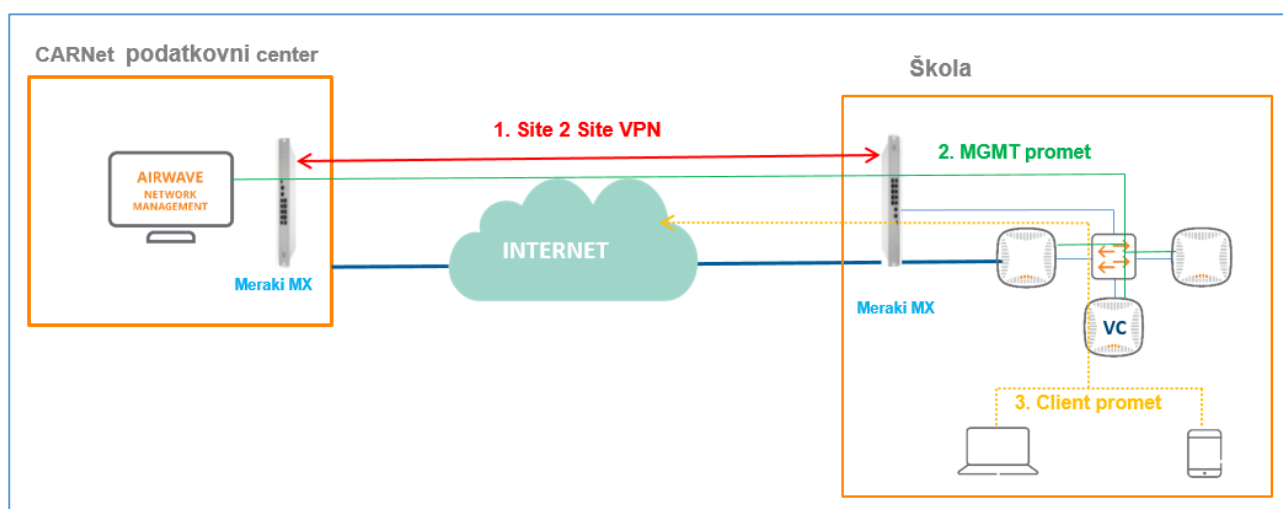 CARNet podatkovni center
Škola
1. Site 2 Site VPN
2. MGMT promet
AIRWAVE
NETWORK
MANAGEMENT
INTERNET
Meraki MX
Meraki MX
VC
3. Client promet